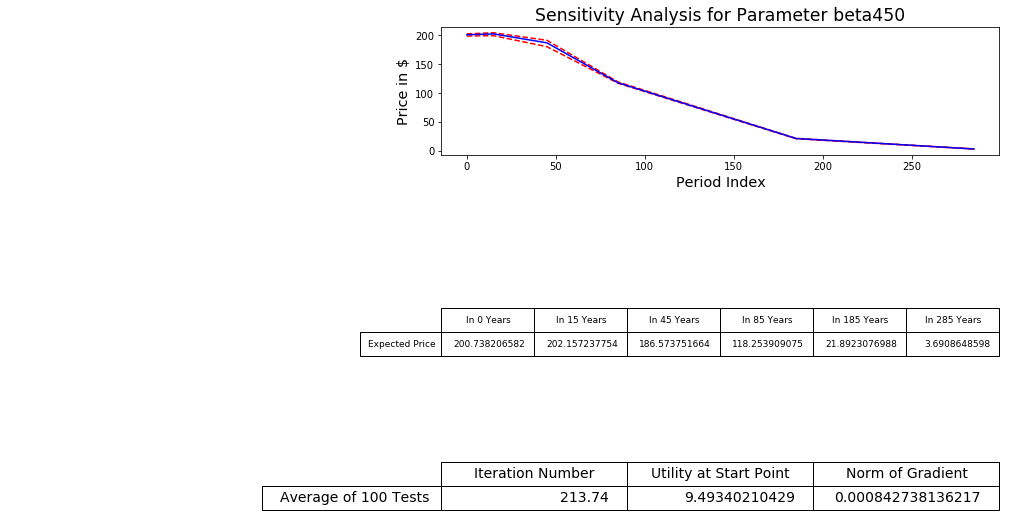 Sensitivity Analysis for Parameter beta450
200
150
100
50
0
Price in $
0 50 100 150 200 250
Period Index
In 0 Years In 15 Years In 45 Years In 85 Years In 185 Years In 285 Years
Expected Price 200.738206582 202.157237754 186.573751664 118.253909075 21.8923076988 3.6908648598
Iteration Number Utility at Start Point Norm of Gradient
Average of 100 Tests 213.74 9.49340210429 0.000842738136217